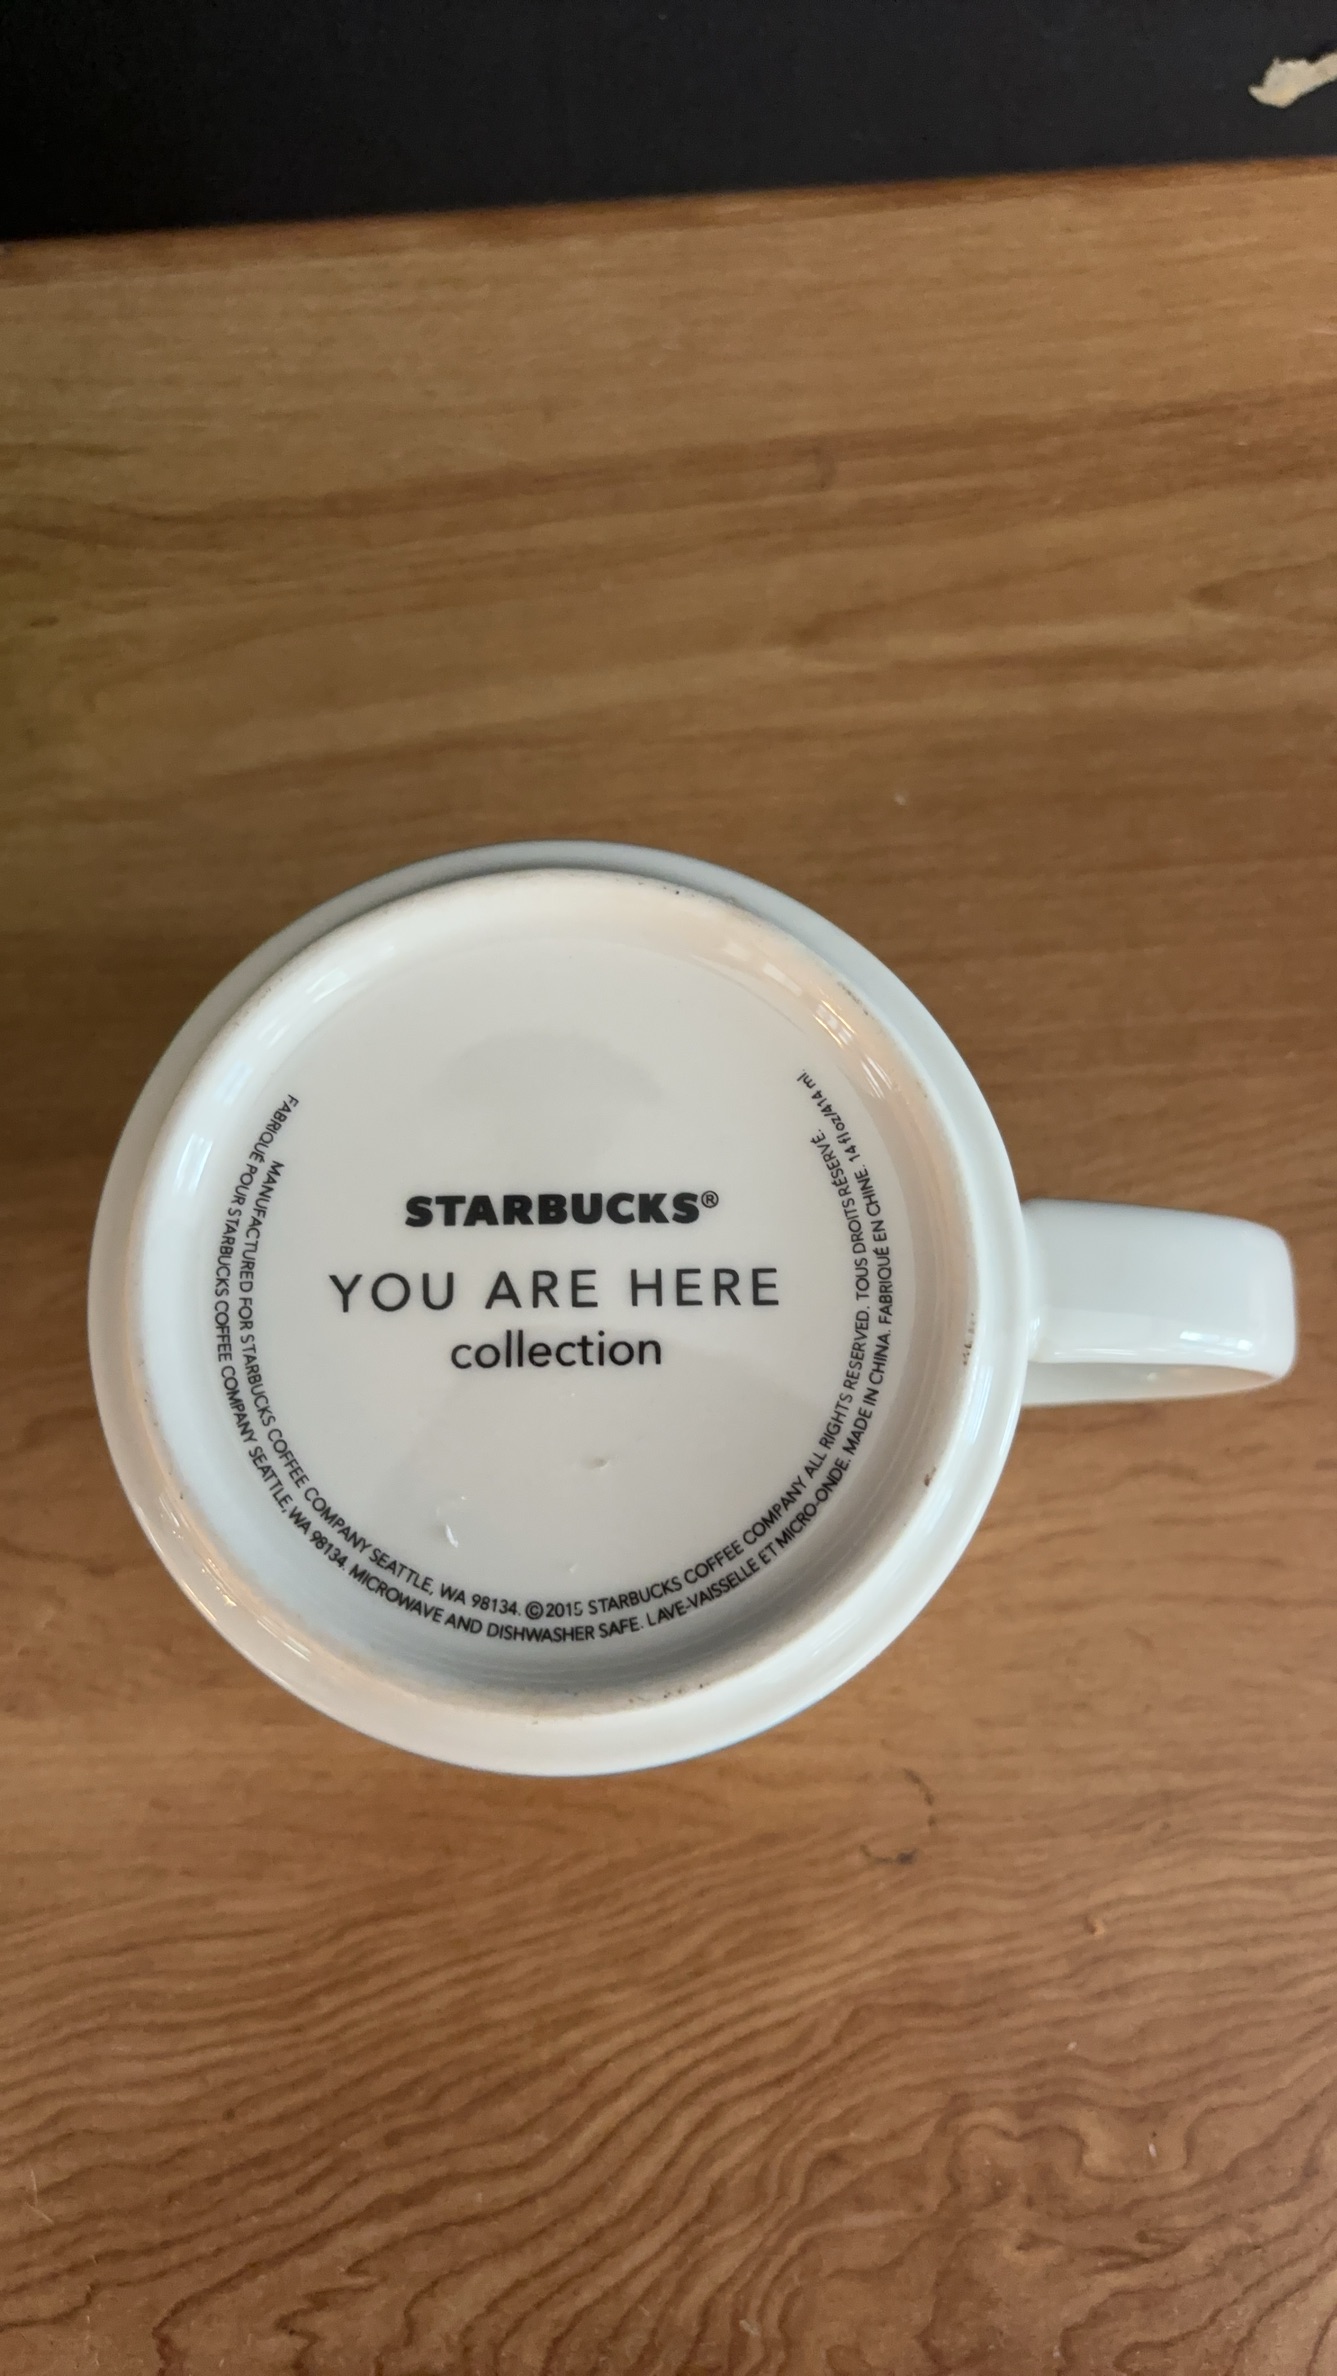 STARBUCKS®
YOU ARE HERE
collection
MANUFACTURED FOR STARBUCKS COFFEE COMPANY SEATTLE, WA 98134. ©2015 STARBUCKS COFFEE COMPANY ALL RIGHTS RESERVED. TOUS DROITS RÉSERVÉ.
FABRIQUÉ POUR STARBUCKS COFFEE COMPANY SEATTLE, WA 98134. MICROWAVE AND DISHWASHER SAFE. LAVE-VAISSELLE ET MICRO-ONDE. MADE IN CHINA. FABRIQUÉ EN CHINE. 14 fl oz/414 ml.